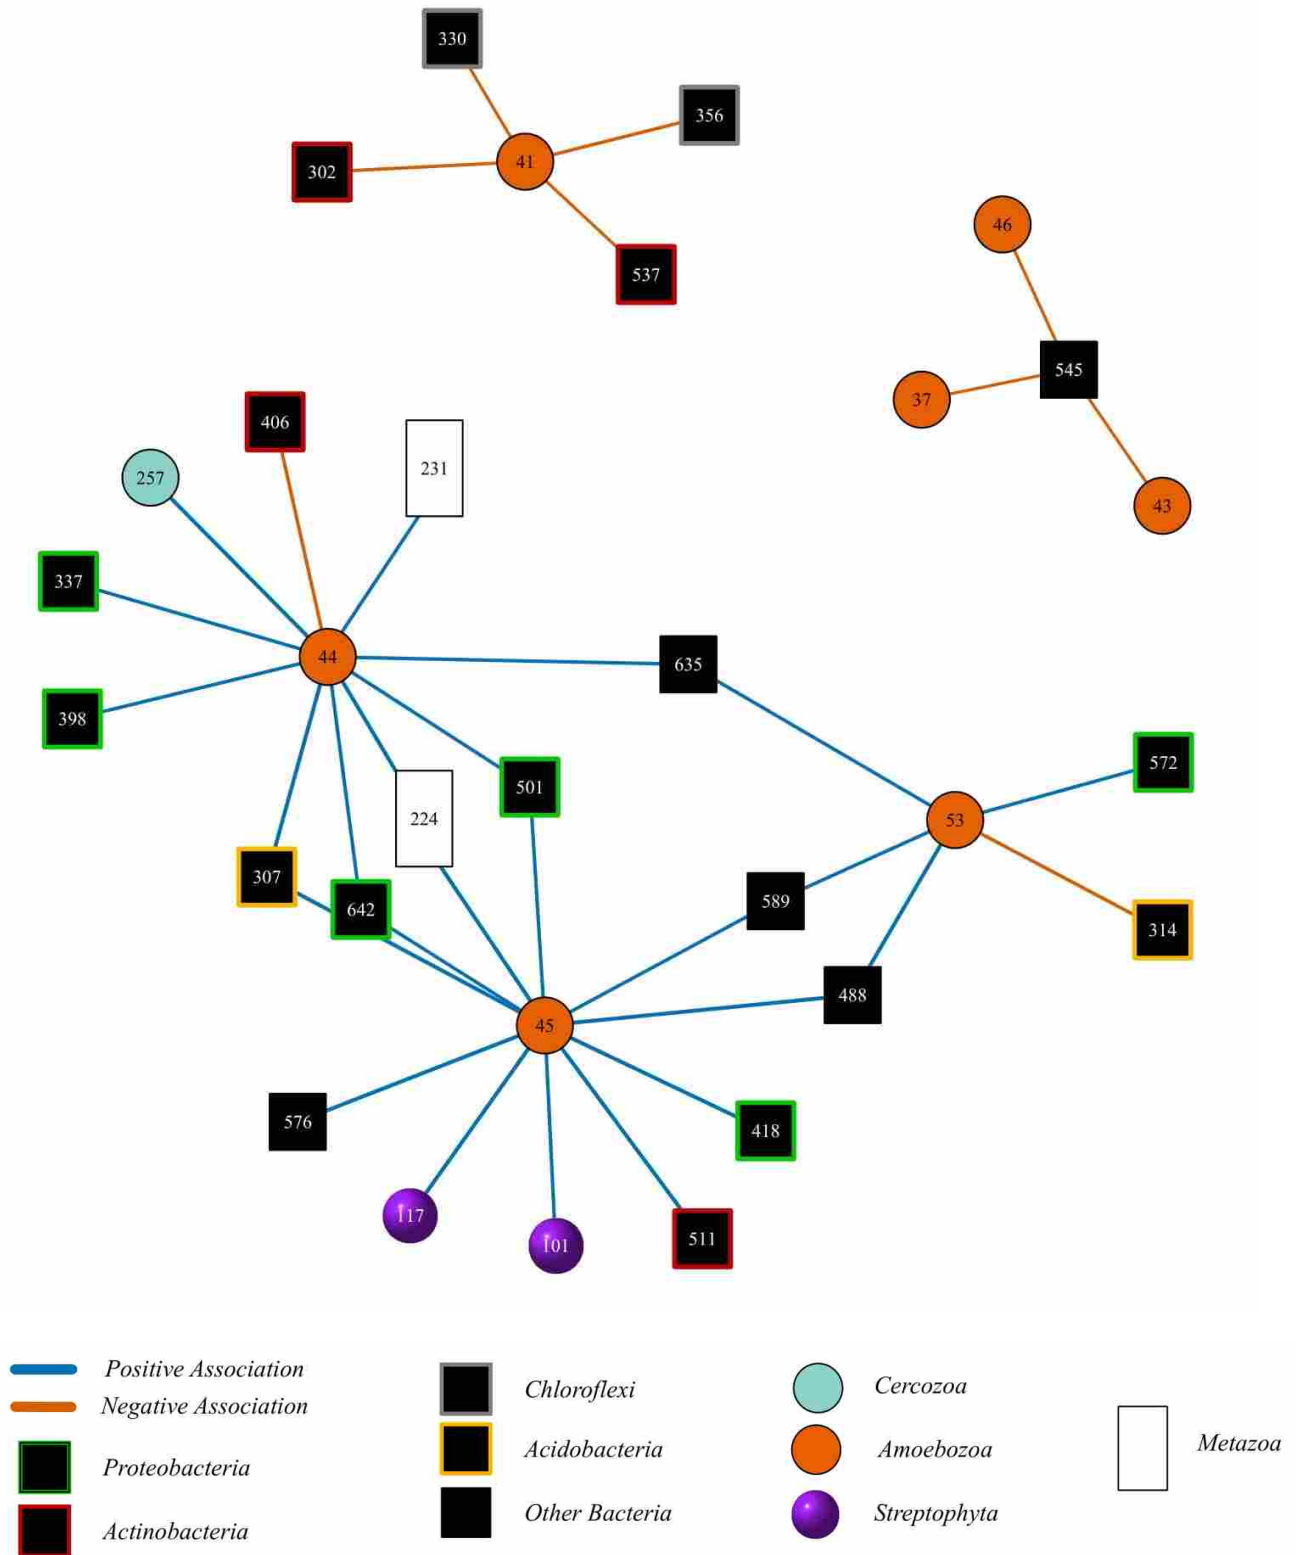 330
356
41
302
537
46
545
37
43
406
231
257
337
44
635
398
572
501
224
53
307
589
642
314
488
45
576
418
117
101
511
Positive Association
Negative Association
Proteobacteria
Actinobacteria
Chloroflexi
Acidobacteria
Other Bacteria
Cercozoa
Amoebozoa
Streptophyta
Metazoa